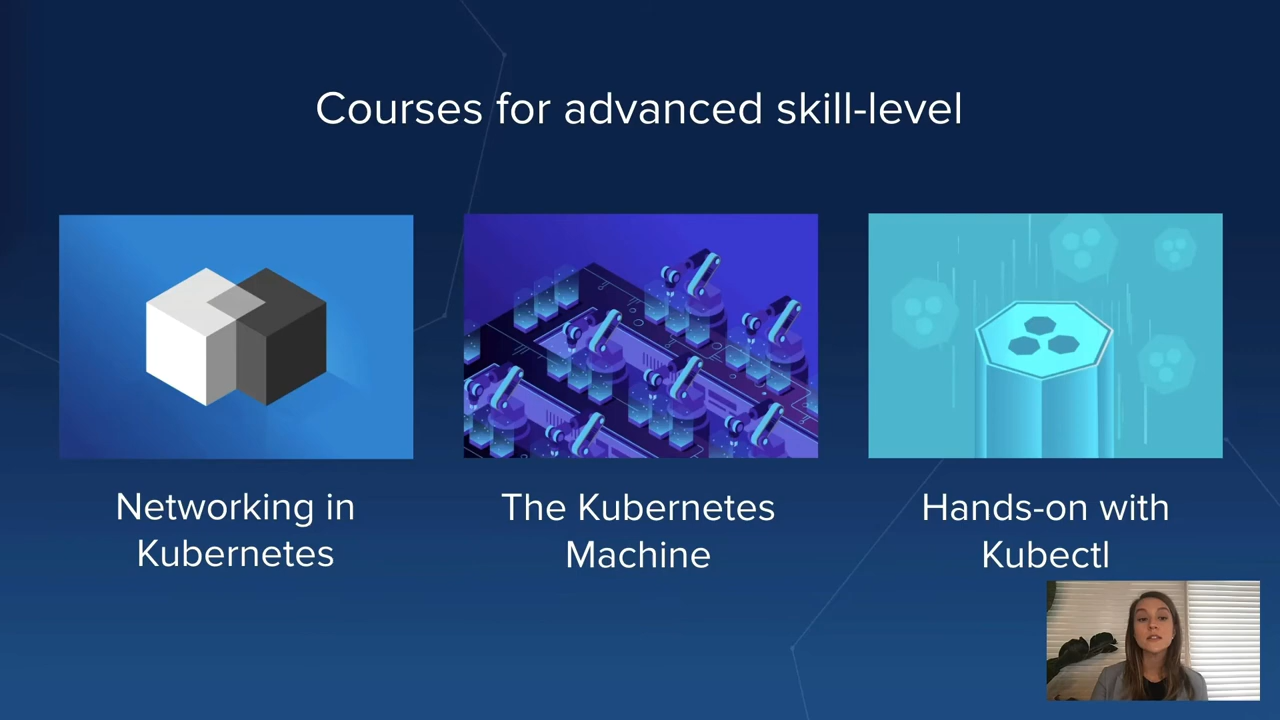 Courses for advanced skill-level
Networking in
Kubernetes
The Kubernetes
Machine
Hands-on with
Kubectl